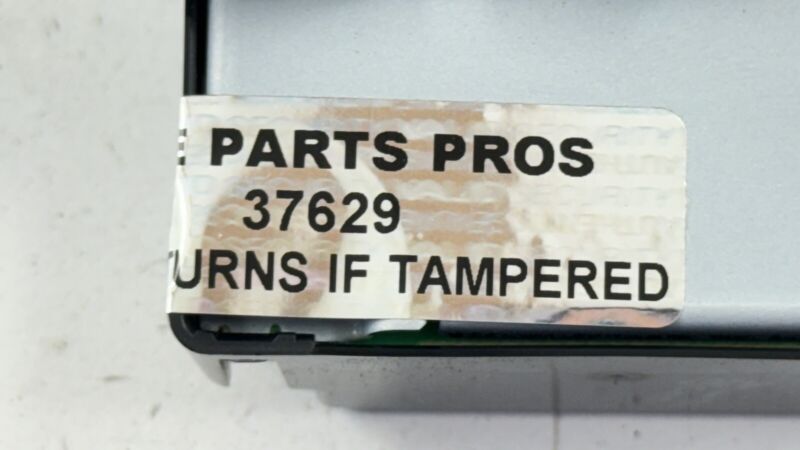 E PARTS PROS
37629
URNS IF TAMPERED